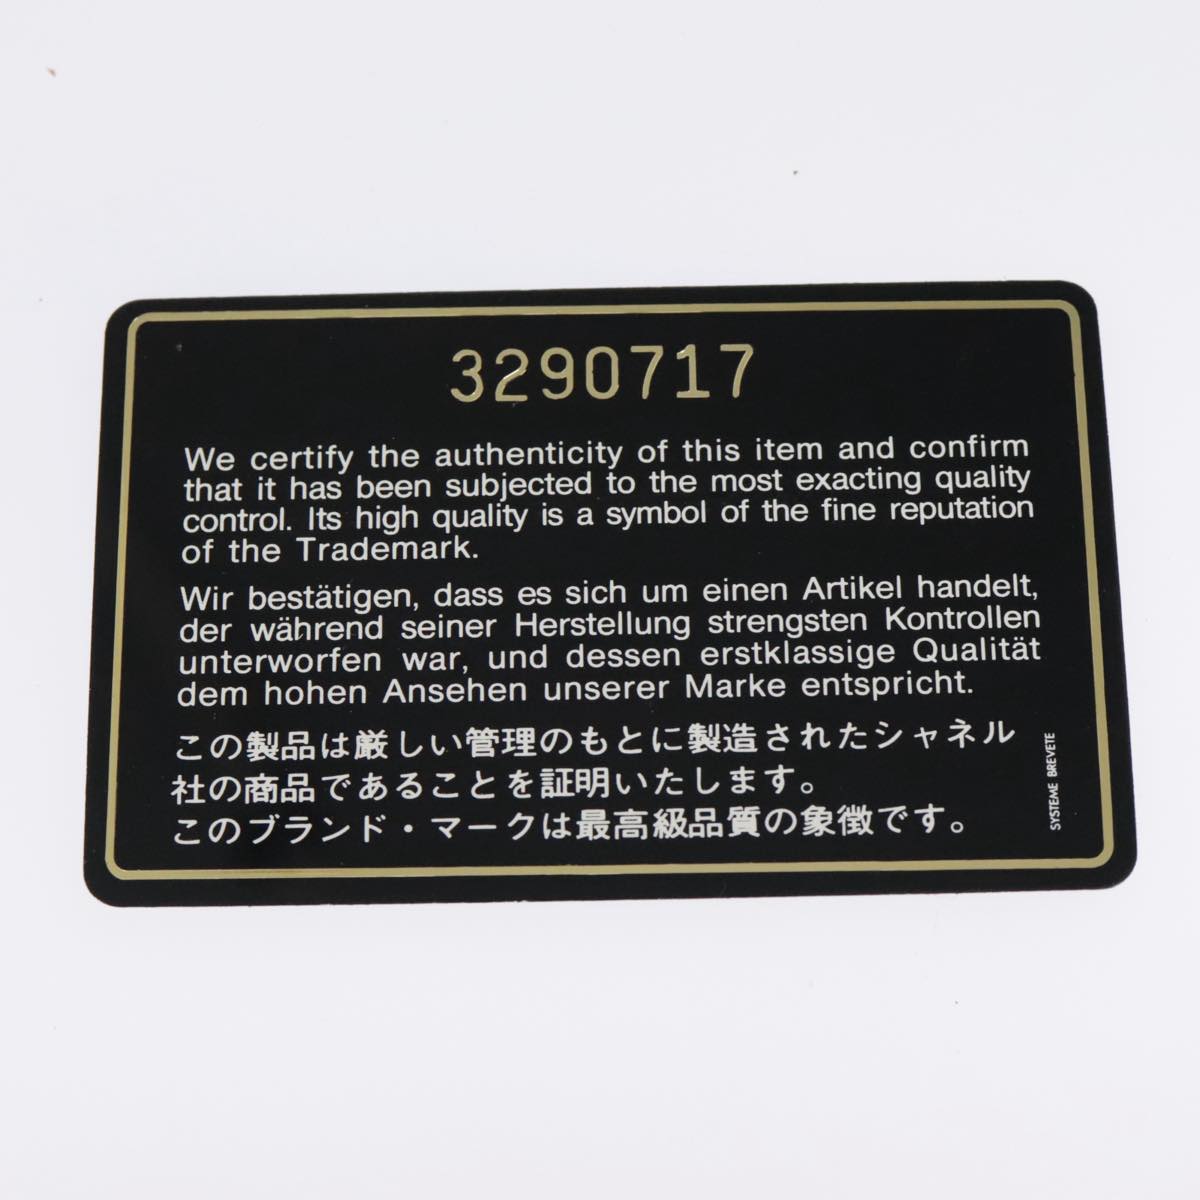 3290717
We certify the authenticity of this item and confirm
that it has been subjected to the most exacting quality
control. Its high quality is a symbol of the fine reputation
of the Trademark.
Wir bestätigen, dass es sich um einen Artikel handelt,
der während seiner Herstellung strengsten Kontrollen
unterworfen war, und dessen erstklassige Qualität
dem hohen Ansehen unserer Marke entspricht.
この製品は厳しい管理のもとに製造されたシャネル
社の商品であることを証明いたします。
このブランド・マークは最高級品質の象徴です。
SYSTEME BREVETE